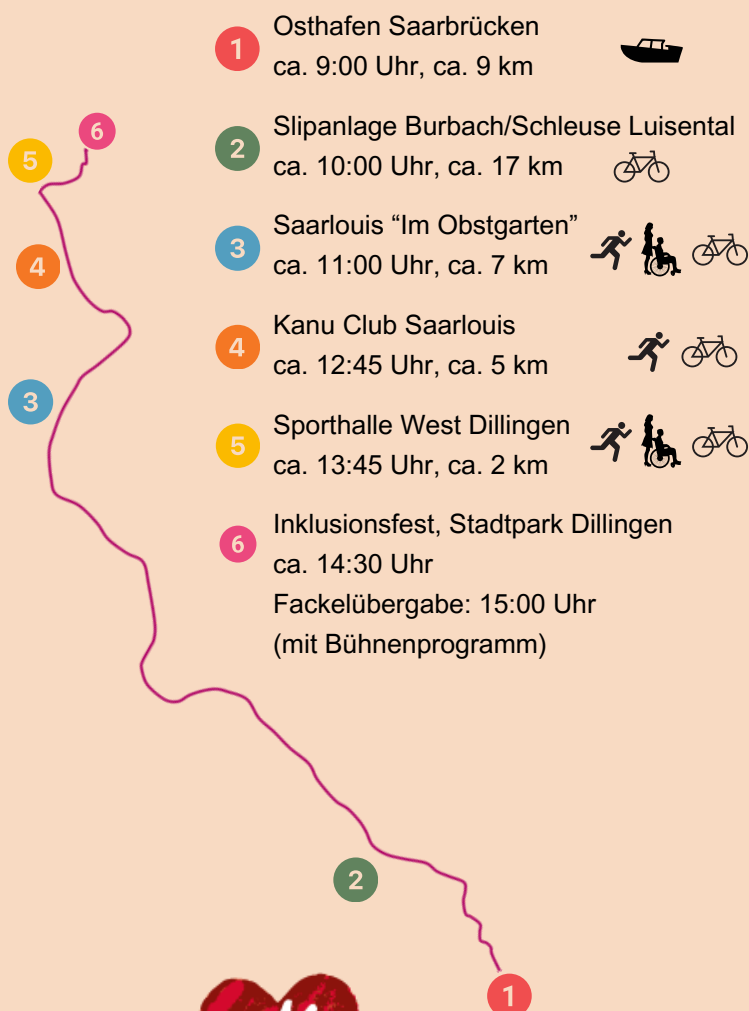 1 Osthafen Saarbrücken
ca. 9:00 Uhr, ca. 9 km
2 Slipanlage Burbach/Schleuse Luisental
ca. 10:00 Uhr, ca. 17 km
3 Saarlouis “Im Obstgarten”
ca. 11:00 Uhr, ca. 7 km
4 Kanu Club Saarlouis
ca. 12:45 Uhr, ca. 5 km
5 Sporthalle West Dillingen
ca. 13:45 Uhr, ca. 2 km
6 Inklusionsfest, Stadtpark Dillingen
ca. 14:30 Uhr
Fackelübergabe: 15:00 Uhr
(mit Bühnenprogramm)
6
5
4
3
2
1